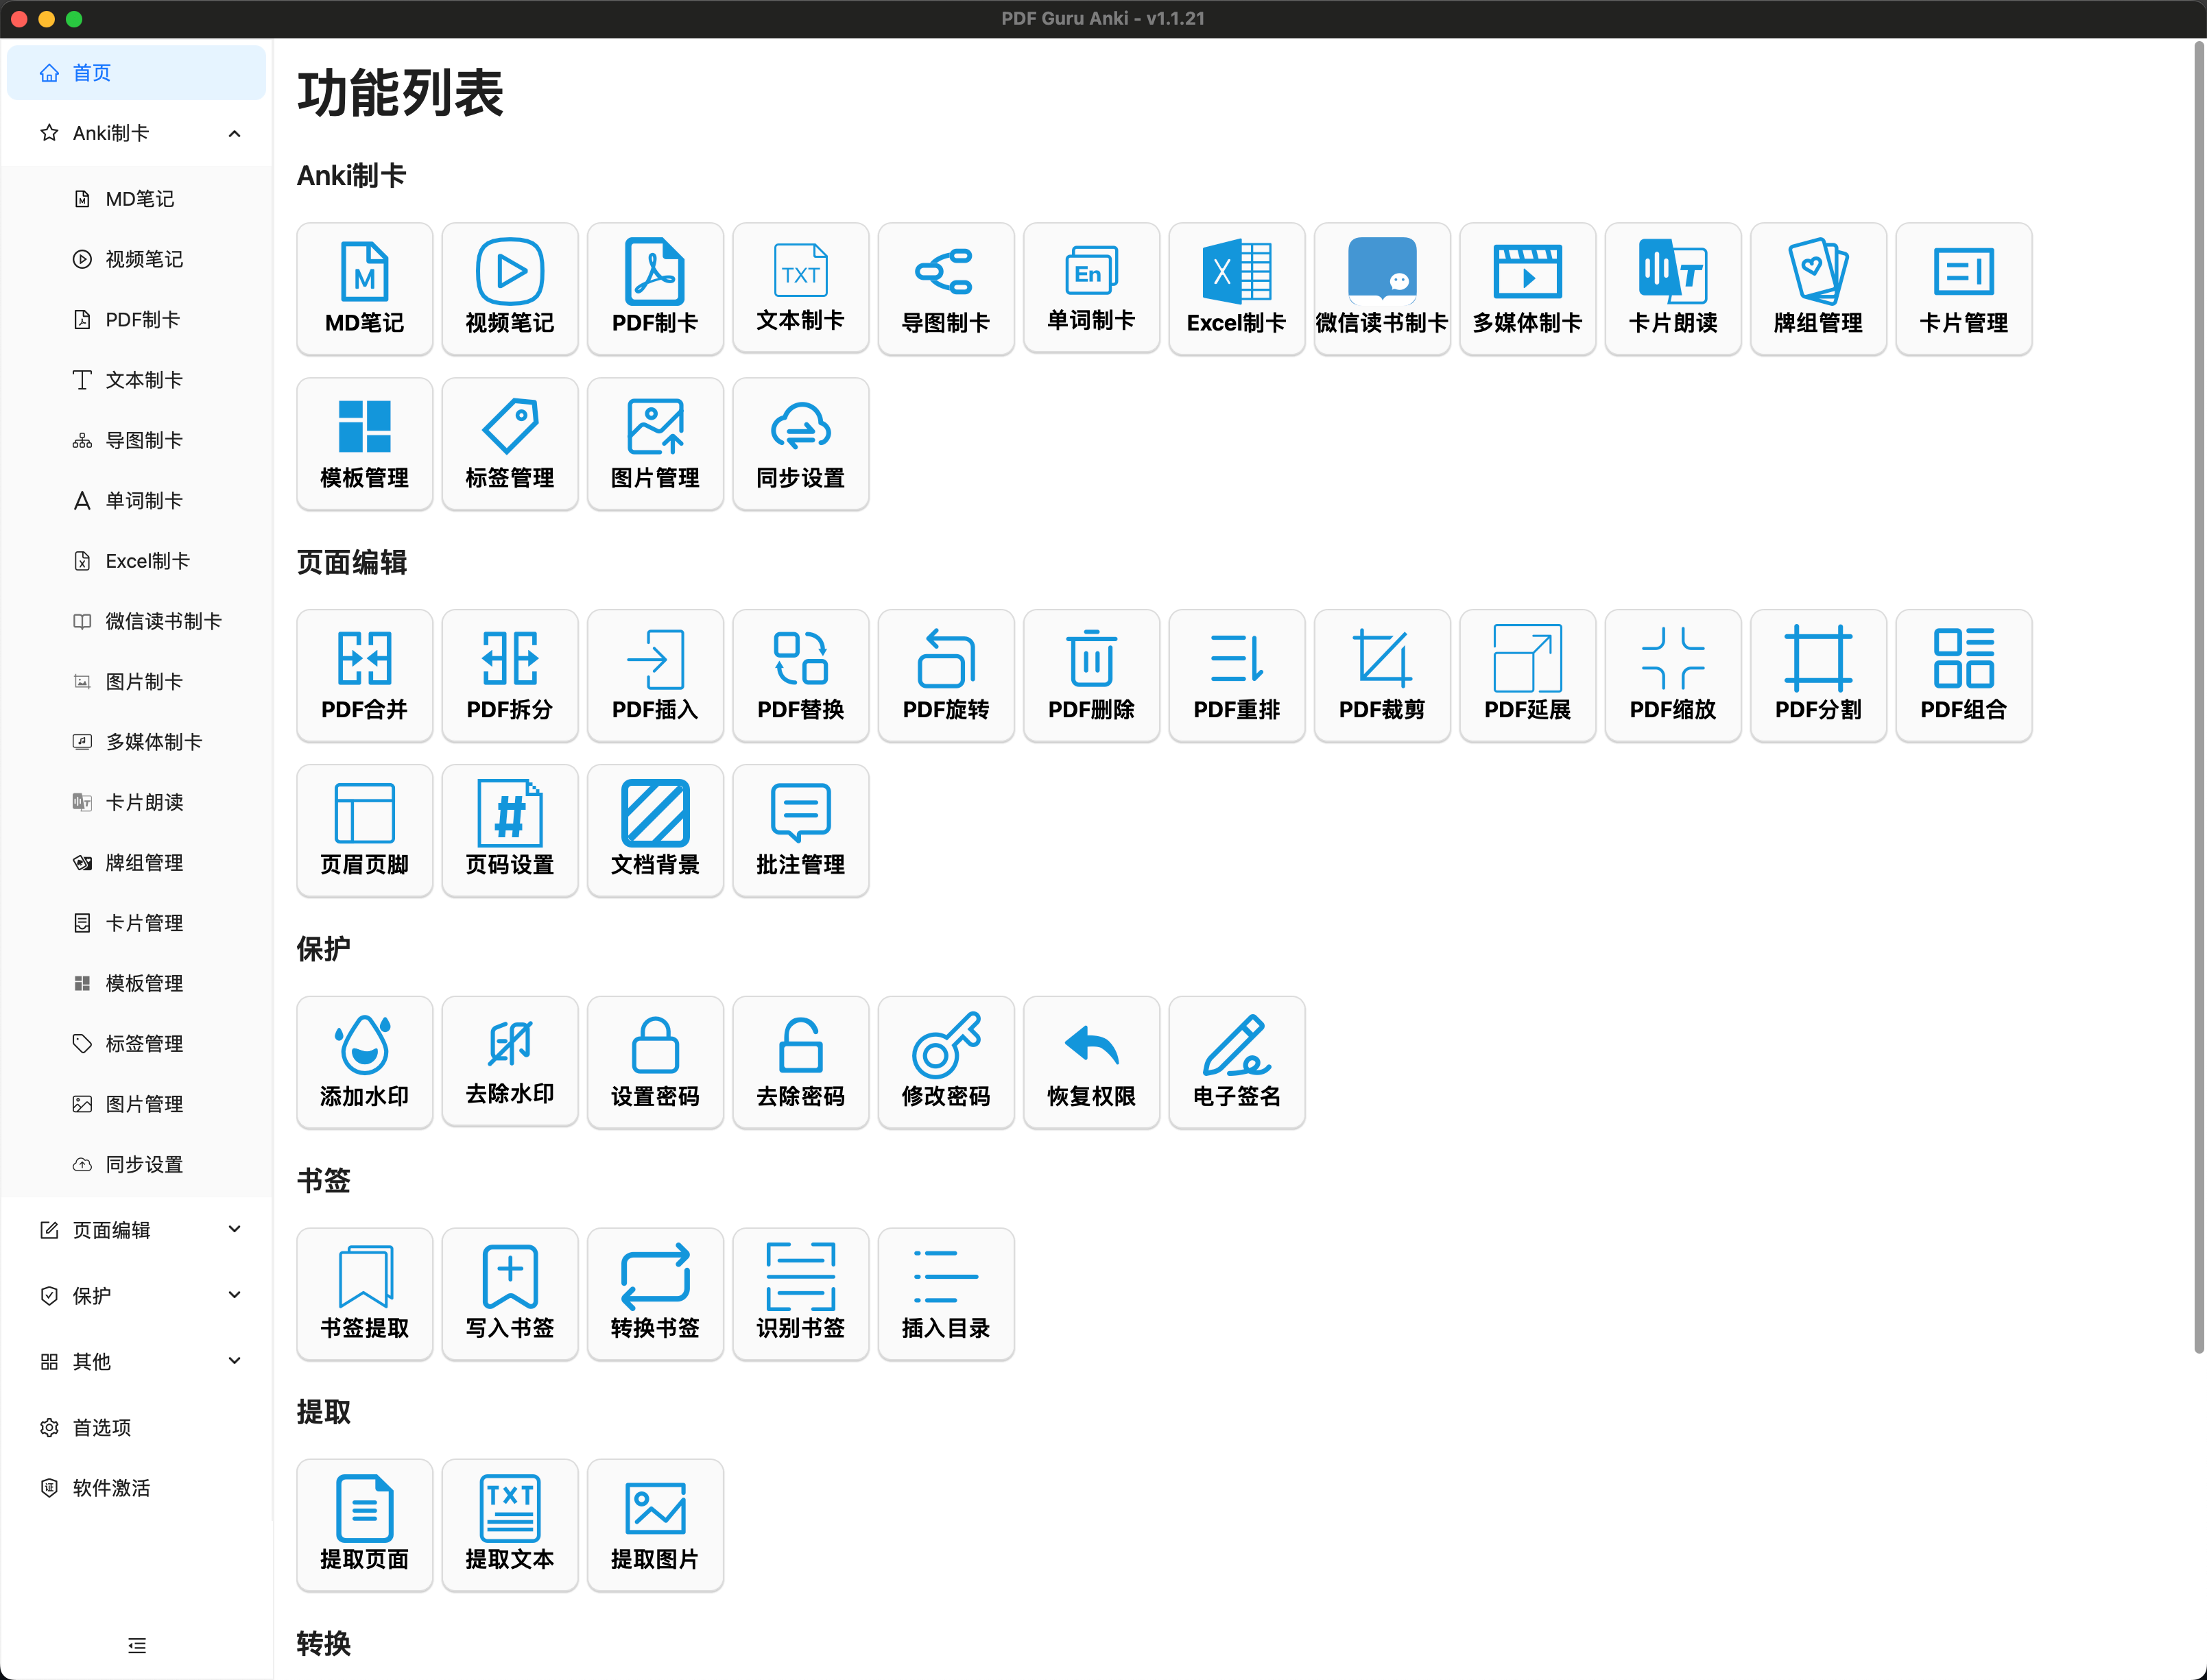 PDF Guru Anki - v1.1.21
首页
Anki制卡
MD笔记
视频笔记
PDF制卡
文本制卡
导图制卡
单词制卡
Excel制卡
微信读书制卡
图片制卡
多媒体制卡
卡片朗读
牌组管理
卡片管理
模板管理
标签管理
图片管理
同步设置
页面编辑
保护
其他
首选项
软件激活
功能列表
Anki制卡
MD笔记 视频笔记 PDF制卡 文本制卡 导图制卡 单词制卡 Excel制卡 微信读书制卡 多媒体制卡 卡片朗读 牌组管理 卡片管理
模板管理 标签管理 图片管理 同步设置
页面编辑
PDF合并 PDF拆分 PDF插入 PDF替换 PDF旋转 PDF删除 PDF重排 PDF裁剪 PDF延展 PDF缩放 PDF分割 PDF组合
页眉页脚 页码设置 文档背景 批注管理
保护
添加水印 去除水印 设置密码 去除密码 修改密码 恢复权限 电子签名
书签
书签提取 写入书签 转换书签 识别书签 插入目录
提取
提取页面 提取文本 提取图片
转换